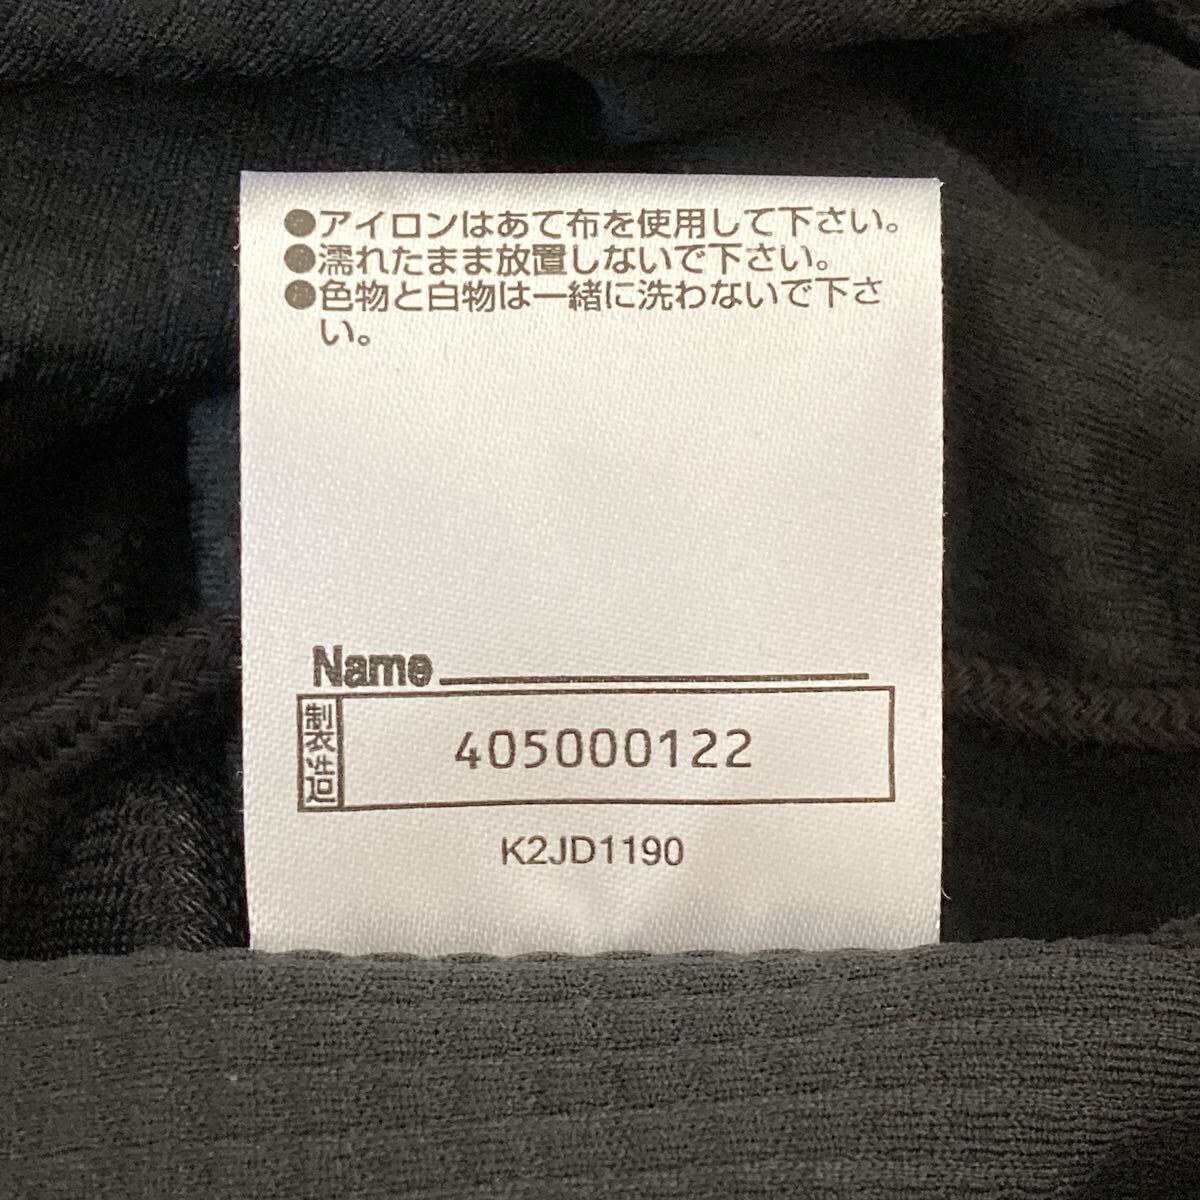 ●アイロンはあて布を使用して下さい。
●濡れたまま放置しないで下さい。
●色物と白物は一緒に洗わないで下さ
い。
Name
製造 405000122
K2JD1190